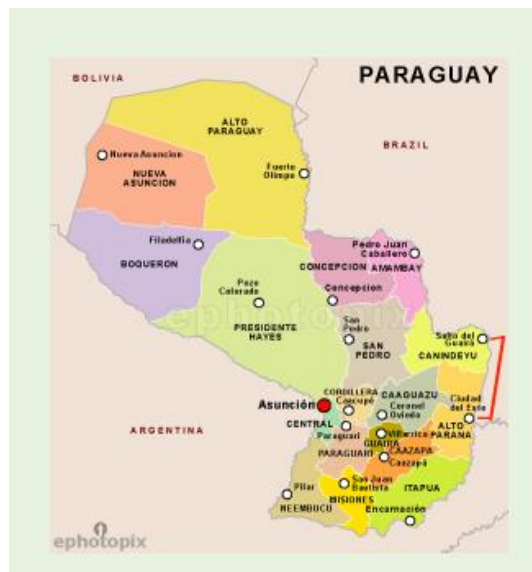 PARAGUAY
BOLIVIA
ALTO
PARAGUAY
BRAZIL
Nueva Asuncion
NUEVA
ASUNCION
Fuerte
Olimpo
Filadelfia
BOQUERON
Pedro Juan
Caballero
CONCEPCION
AMAMBAY
Pozo
Colorado
Concepcion
ephotopix
PRESIDENTE
HAYES
San
Pedro
SAN
PEDRO
Salto del
Guairá
CANINDEYU
CORDILLERA
CAAGUAZU
Caacupé
Asunción
Coronel
Oviedo
Ciudad
del Este
CENTRAL
ALTO
PARANA
Paraguari
Villarrica
GUAIRA
ARGENTINA
PARAGUARI
CAAZAPA
Caazapá
San Juan
Bautista
Pilar
MISIONES
ITAPUA
NEEMBUCU
Encarnación
ephotopix